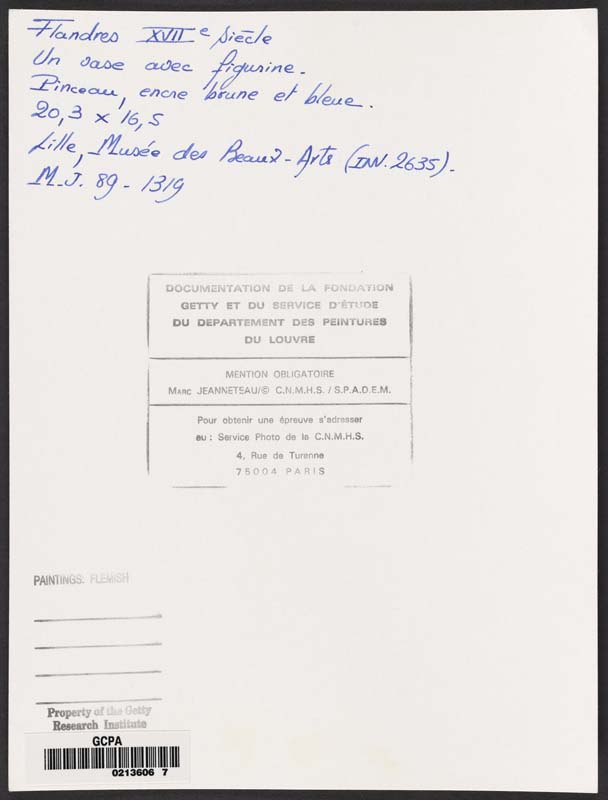 Flandres XVIIe siècle
Un vase avec figurine.
Pinceau, encre brune et bleue.
20,3 x 16,5
Lille, Musée des Beaux-Arts (INV. 2635).
M.J. 89 - 1319
DOCUMENTATION DE LA FONDATION
GETTY ET DU SERVICE D'ÉTUDE
DU DEPARTEMENT DES PEINTURES
DU LOUVRE
MENTION OBLIGATOIRE
MARC JEANNETEAU/© C.N.M.H.S. / S.P.A.D.E.M.
Pour obtenir une épreuve s'adresser
au : Service Photo de la C.N.M.H.S.
4, Rue de Turenne
75004 PARIS
PAINTINGS: FLEMISH
Property of the Getty
Research Institute
GCPA
0213606 7